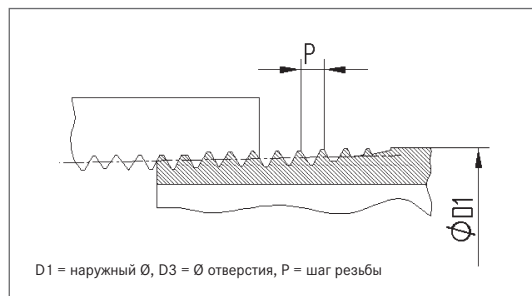 P
ØD1
D1 = наружный Ø, D3 = Ø отверстия, P = шаг резьбы